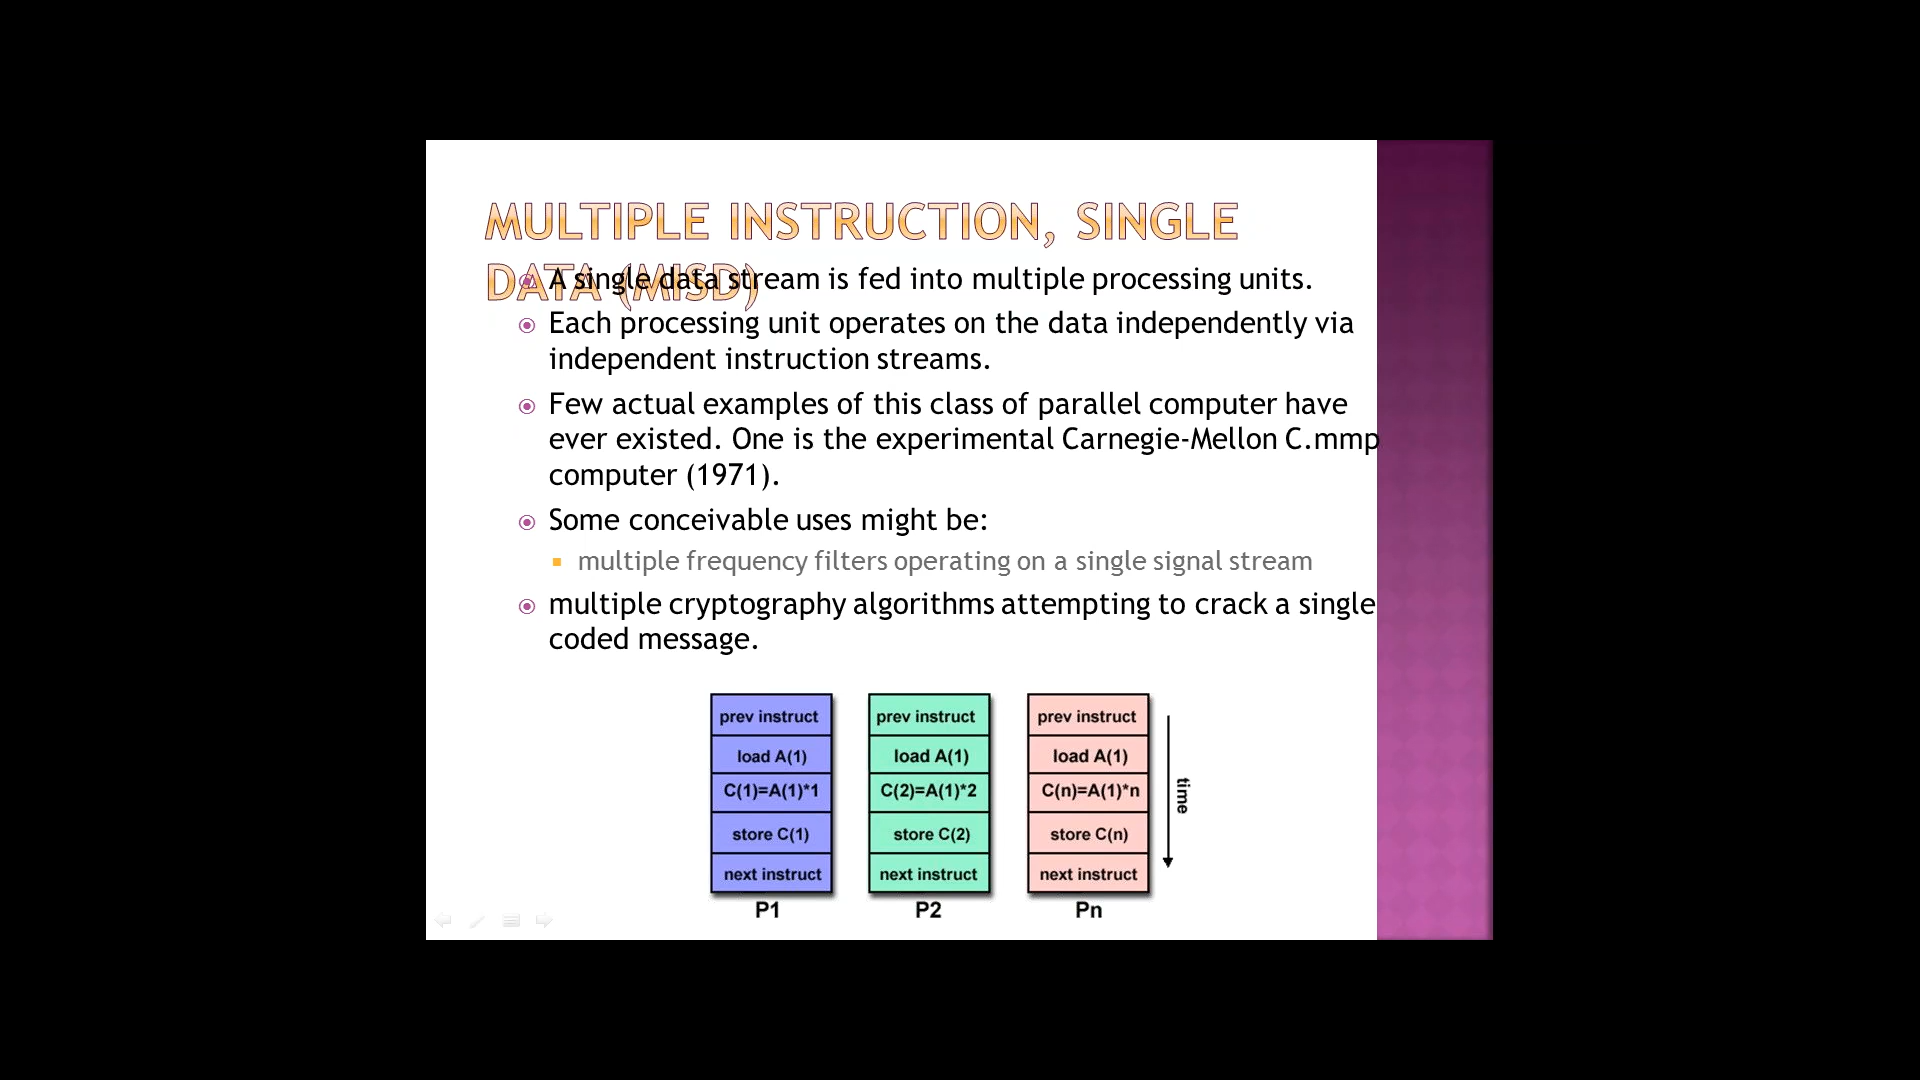 MULTIPLE INSTRUCTION, SINGLE
DATA (MISD)
A single data stream is fed into multiple processing units.
Each processing unit operates on the data independently via
independent instruction streams.
Few actual examples of this class of parallel computer have
ever existed. One is the experimental Carnegie-Mellon C.mmp
computer (1971).
Some conceivable uses might be:
multiple frequency filters operating on a single signal stream
multiple cryptography algorithms attempting to crack a single
coded message.
prev instruct
load A(1)
C(1)=A(1)*1
store C(1)
next instruct
P1
prev instruct
load A(1)
C(2)=A(1)*2
store C(2)
next instruct
P2
prev instruct
load A(1)
C(n)=A(1)*n
store C(n)
next instruct
Pn
time